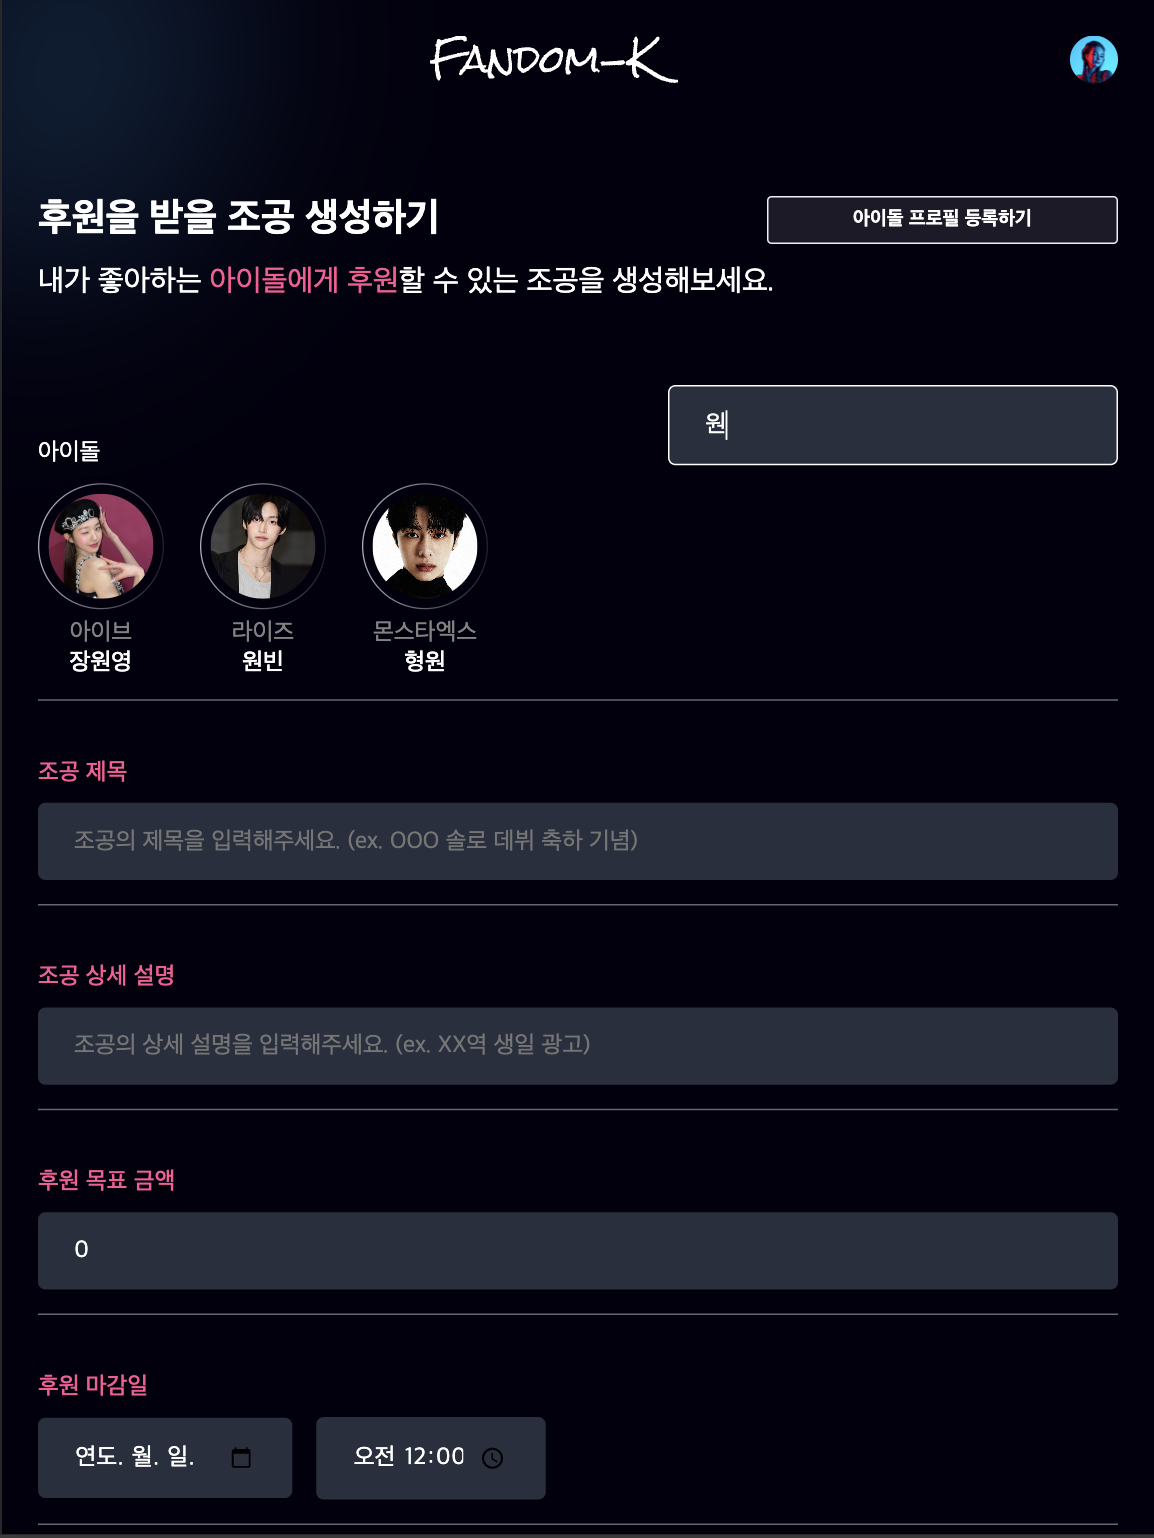 Fandom-K
후원을 받을 조공 생성하기
아이돌 프로필 등록하기
내가 좋아하는 아이돌에게 후원할 수 있는 조공을 생성해보세요.
원
아이돌
아이브
장원영
라이즈
원빈
몬스타엑스
형원
조공 제목
조공의 제목을 입력해주세요. (ex. OOO 솔로 데뷔 축하 기념)
조공 상세 설명
조공의 상세 설명을 입력해주세요. (ex. XX역 생일 광고)
후원 목표 금액
0
후원 마감일
연도. 월. 일.
오전 12:00